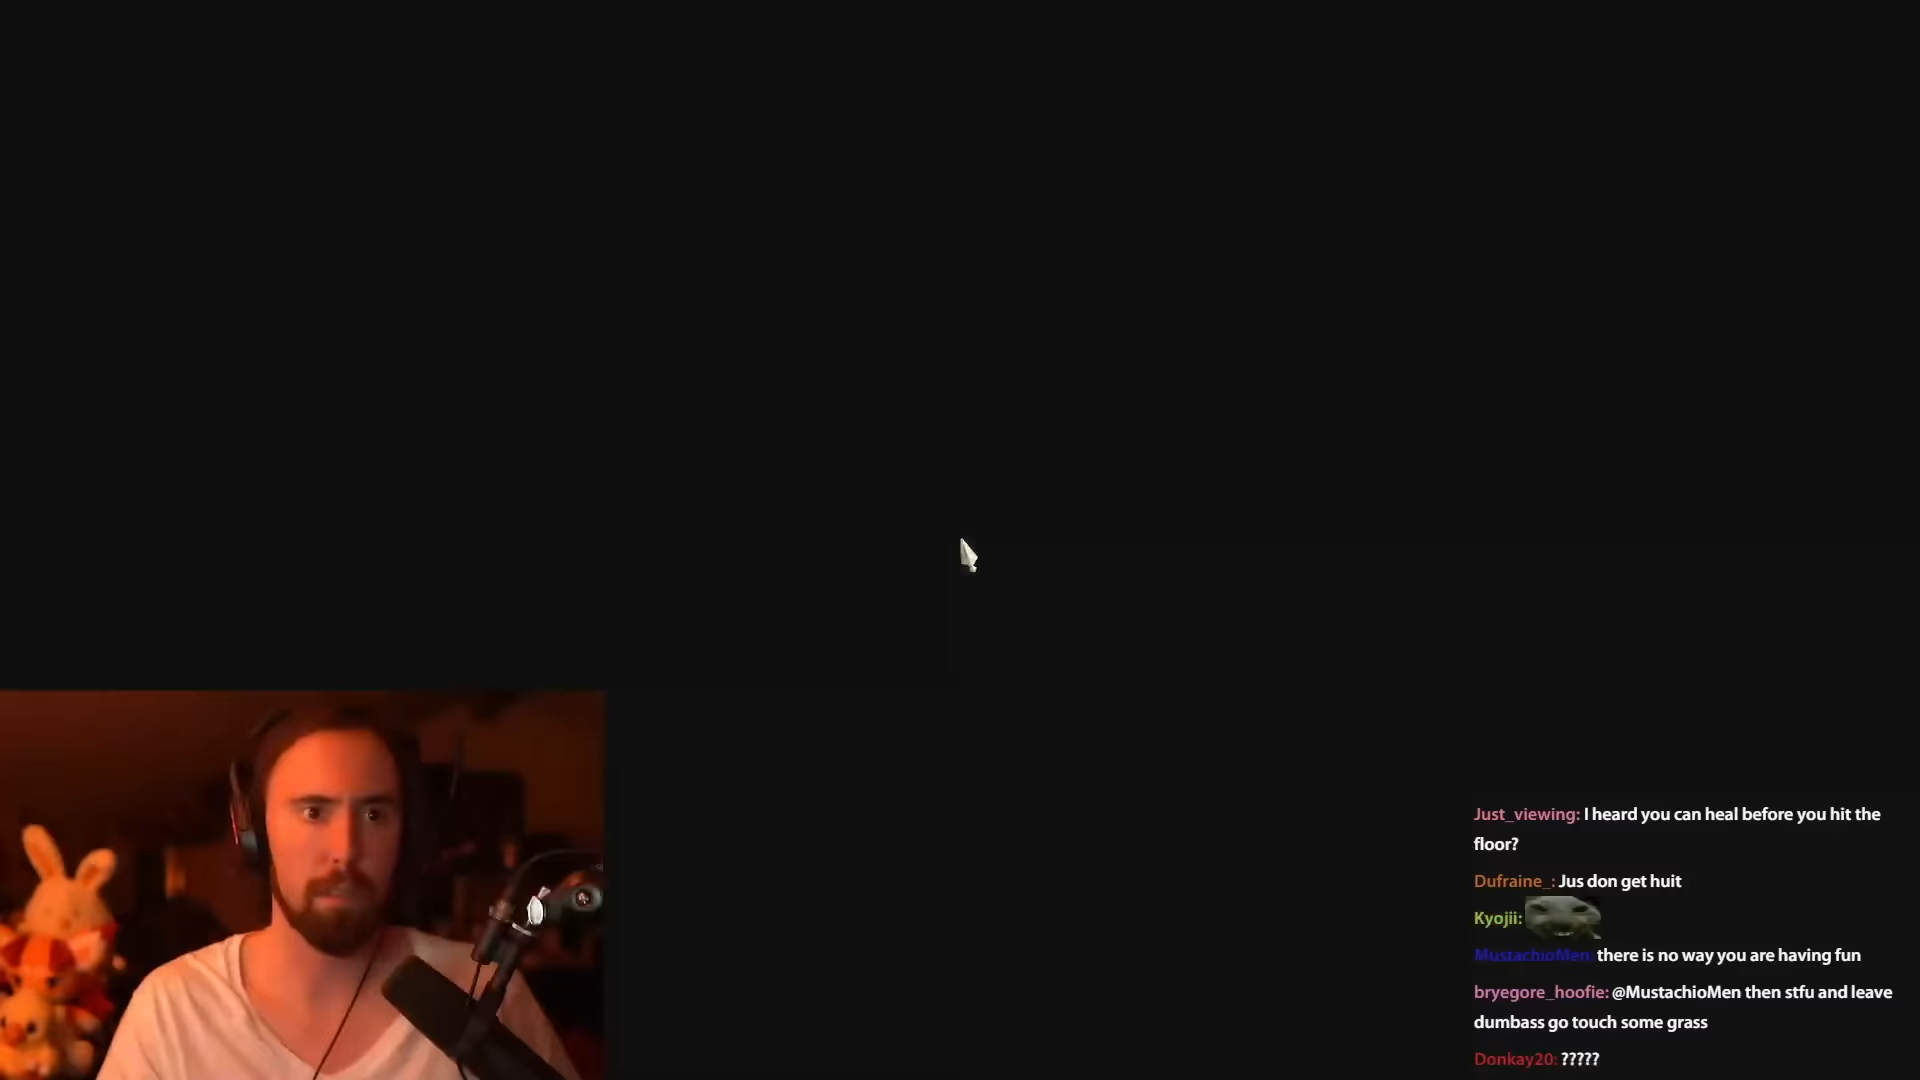 Just_viewing: I heard you can heal before you hit the
floor?
Dufraine_: Jus don get huit
Kyojii:
MustachioMen: there is no way you are having fun
bryegore_hoofie: @MustachioMen then stfu and leave
dumbass go touch some grass
Donkay20: ?????